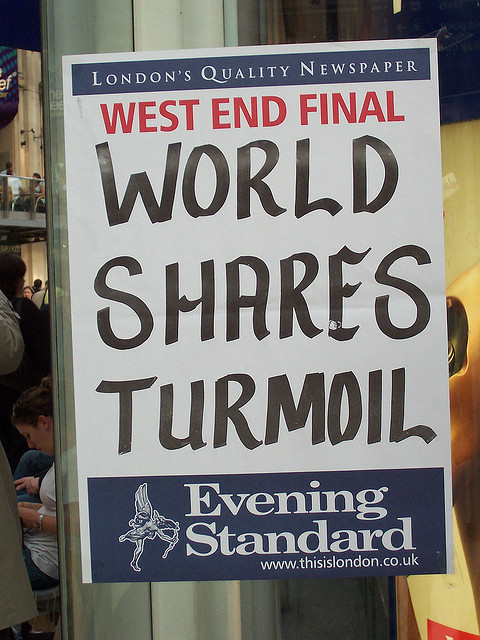 LONDON'S QUALITY NEWSPAPER
WEST END FINAL
WORLD
SHARES
TURMOIL
Evening
Standard
www.thisislondon.co.uk